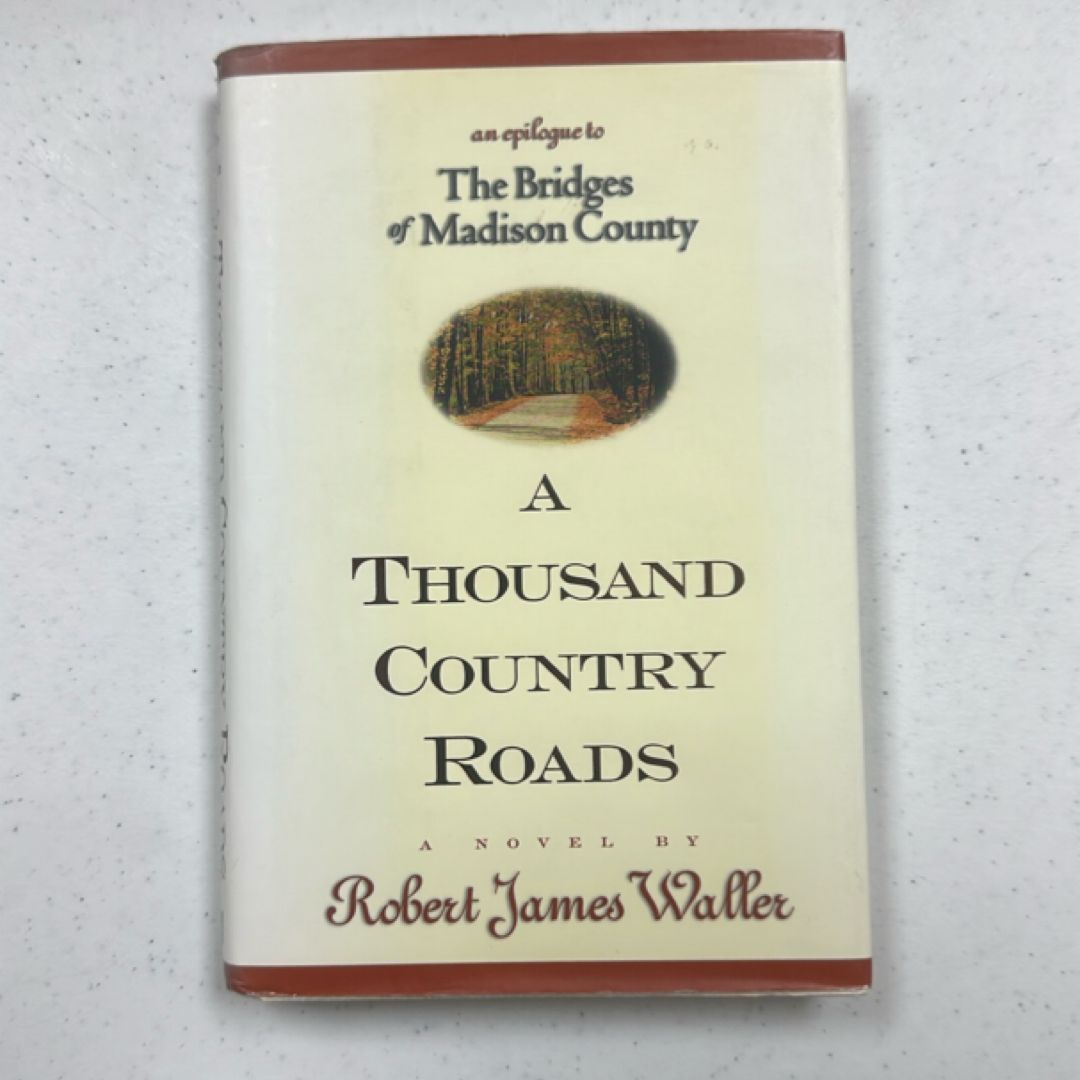 an epilogue to
The Bridges
of Madison County
A
THOUSAND
COUNTRY
ROADS
A NOVEL BY
Robert James Waller